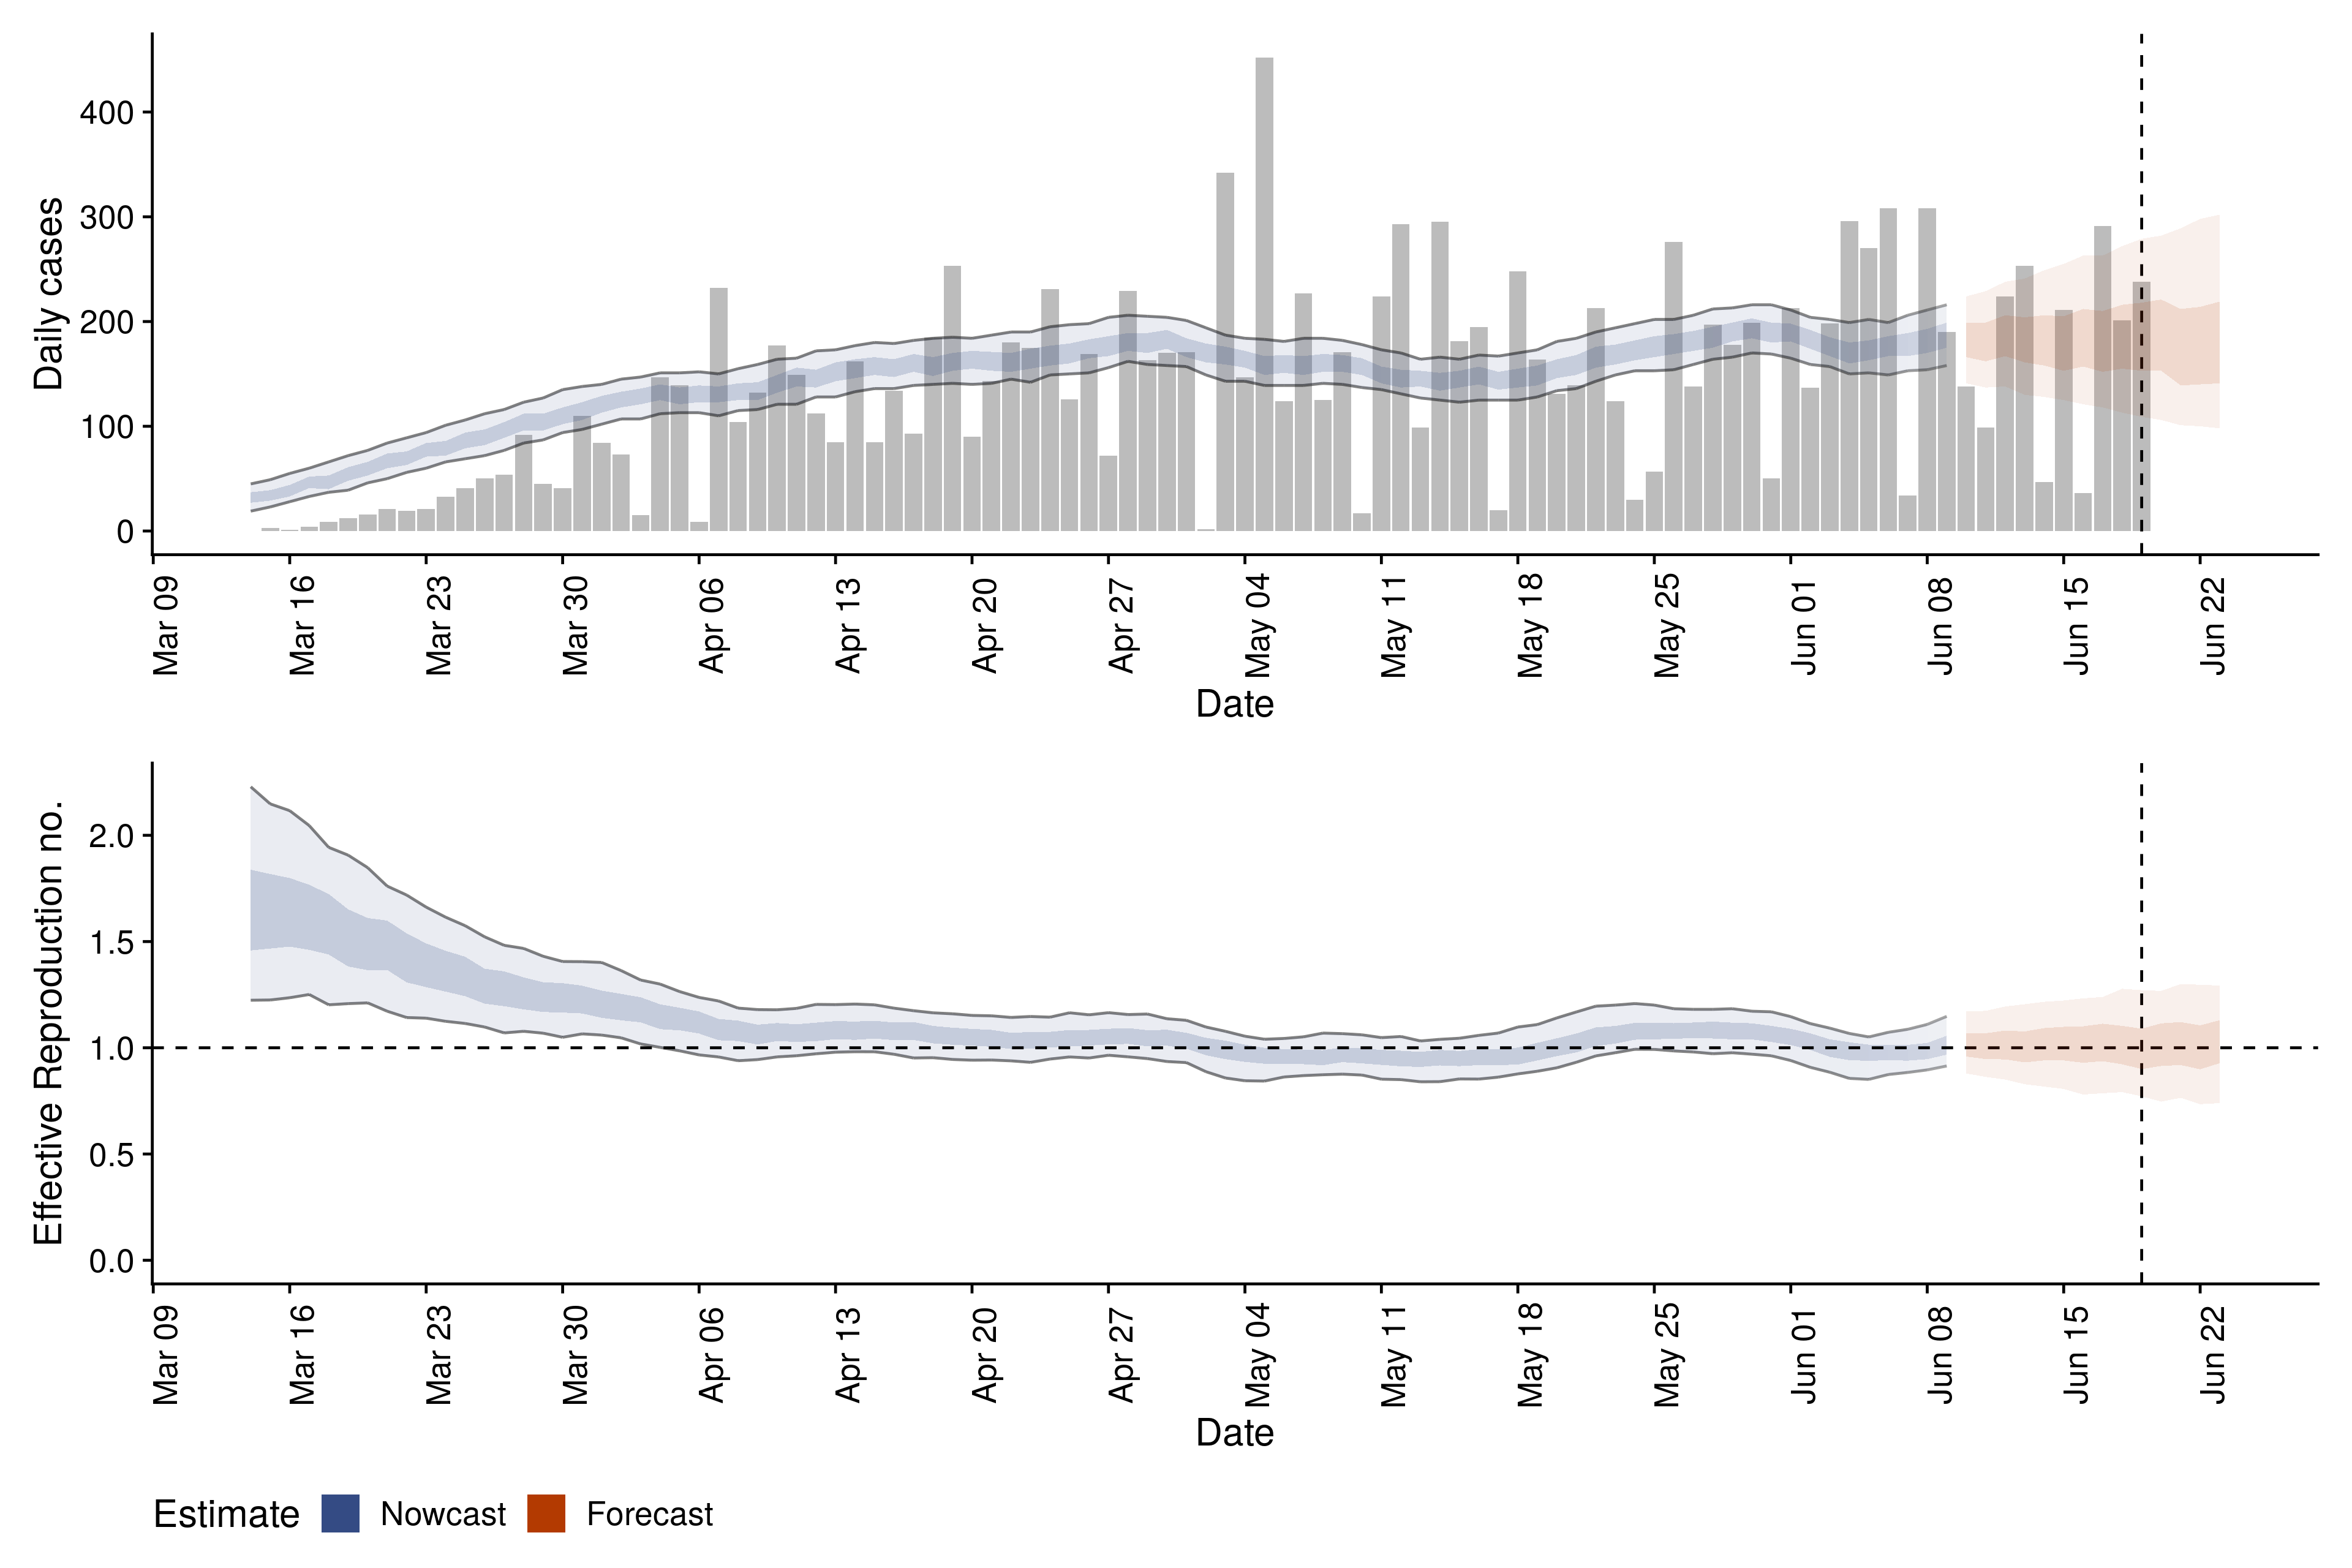 Daily cases
400
300
200
100
0
Mar 09
Mar 16
Mar 23
Mar 30
Apr 06
Apr 13
Apr 20
Apr 27
May 04
May 11
May 18
May 25
Jun 01
Jun 08
Jun 15
Jun 22
Date
Effective Reproduction no.
2.0
1.5
1.0
0.5
0.0
Mar 09
Mar 16
Mar 23
Mar 30
Apr 06
Apr 13
Apr 20
Apr 27
May 04
May 11
May 18
May 25
Jun 01
Jun 08
Jun 15
Jun 22
Date
Estimate Nowcast Forecast